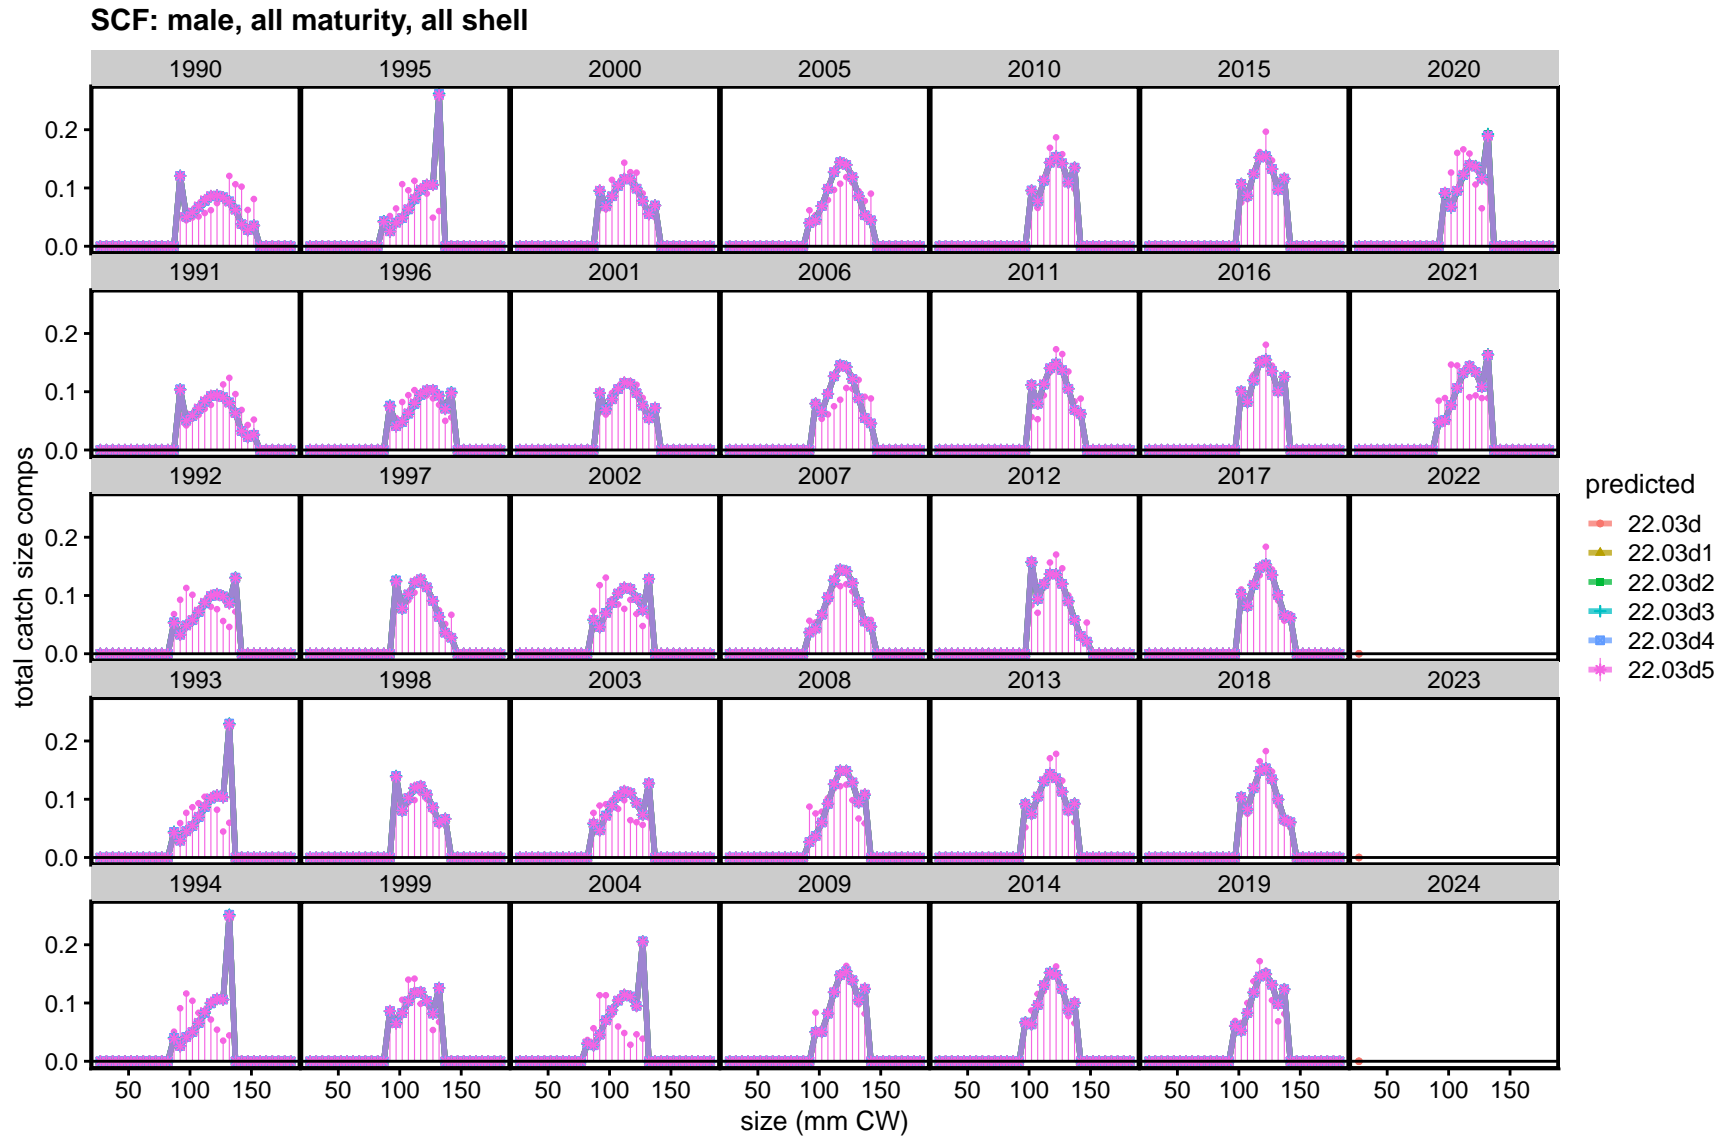 SCF: male, all maturity, all shell
1990 1995 2000 2005 2010 2015 2020
0.2
0.1
0.0
1991 1996 2001 2006 2011 2016 2021
0.2
0.1
0.0
1992 1997 2002 2007 2012 2017 2022
0.2
0.1
0.0
1993 1998 2003 2008 2013 2018 2023
0.2
0.1
0.0
1994 1999 2004 2009 2014 2019 2024
0.2
0.1
0.0
50 100 150 50 100 150 50 100 150 50 100 150 50 100 150 50 100 150 50 100 150
size (mm CW)
total catch size comps
predicted
22.03d
22.03d1
22.03d2
22.03d3
22.03d4
22.03d5